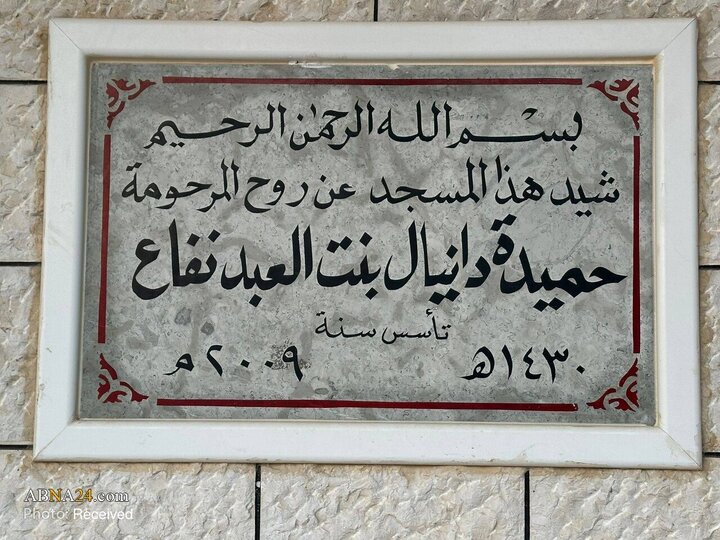 بسم الله الرحمن الرحيم
شيد هذا المسجد عن روح المرحومة
حميدة دانيال بنت العبد نفاع
تأسس سنة
١٤٣٠هـ ٢٠٠٩م
ABNA24.com
Photo: Received